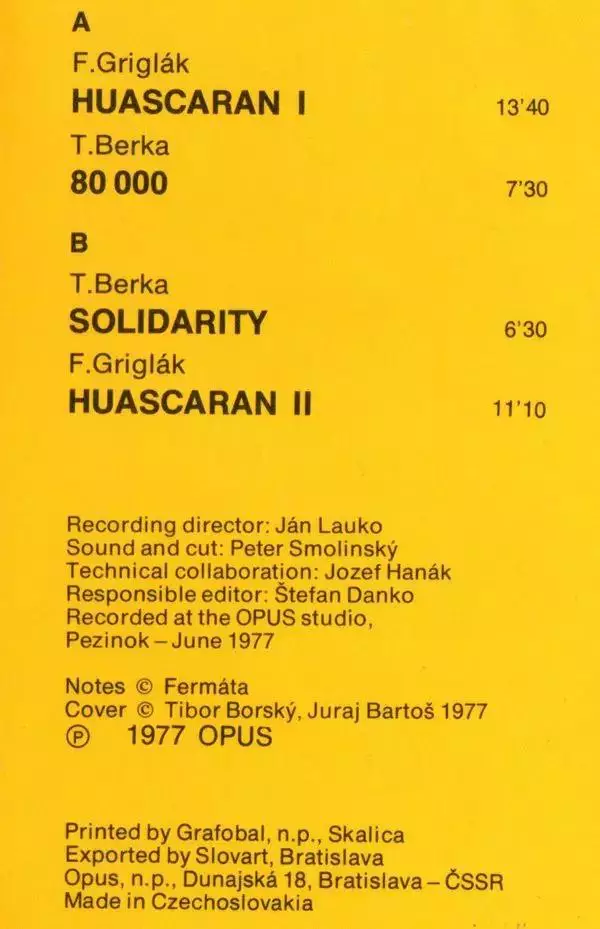 A
F.Griglák
HUASCARAN I 13'40
T.Berka
80 000 7'30
B
T.Berka
SOLIDARITY 6'30
F.Griglák
HUASCARAN II 11'10
Recording director: Ján Lauko
Sound and cut: Peter Smolinský
Technical collaboration: Jozef Hanák
Responsible editor: Štefan Danko
Recorded at the OPUS studio,
Pezinok – June 1977
Notes © Fermáta
Cover © Tibor Borský, Juraj Bartoš 1977
℗ 1977 OPUS
Printed by Grafobal, n.p., Skalica
Exported by Slovart, Bratislava
Opus, n.p., Dunajská 18, Bratislava – ČSSR
Made in Czechoslovakia